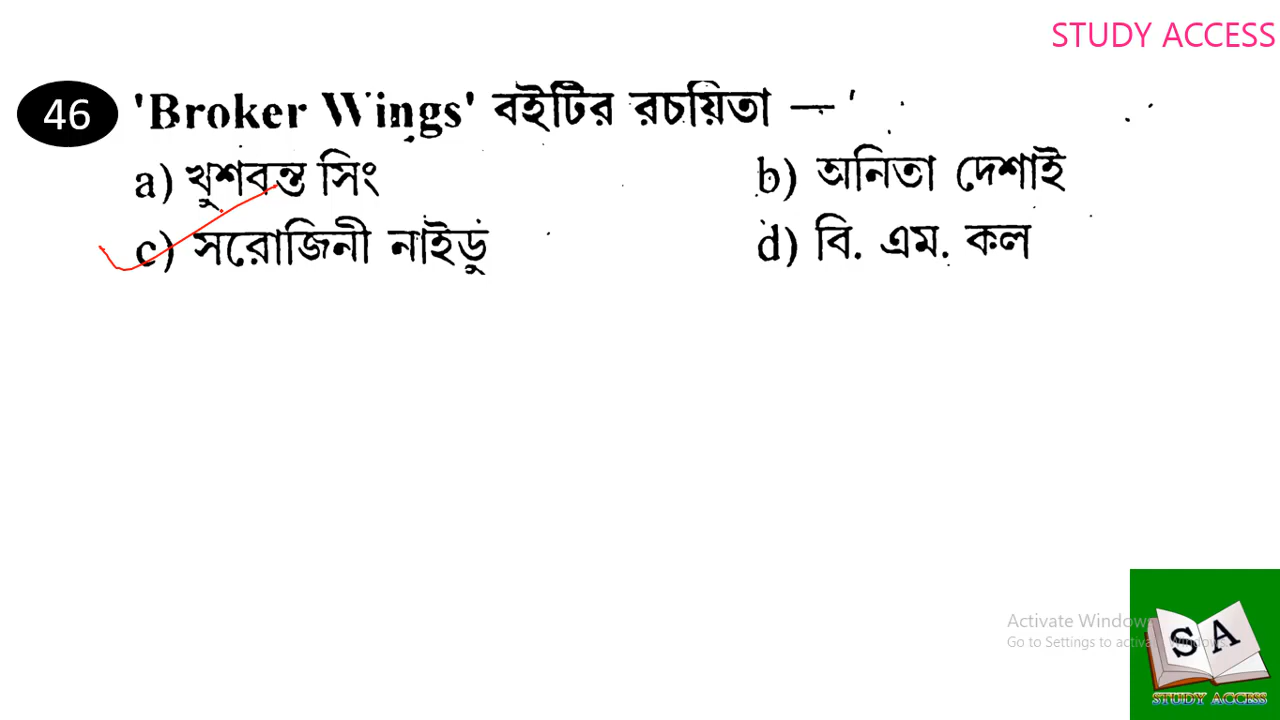 STUDY ACCESS
46 'Broker Wings' বইটির রচয়িতা —
a) খুশবন্ত সিং b) অনিতা দেশাই
c) সরোজিনী নাইডু d) বি. এম. কল
Activate Windows
Go to Settings to activate Windows.
S A
STUDY ACCESS